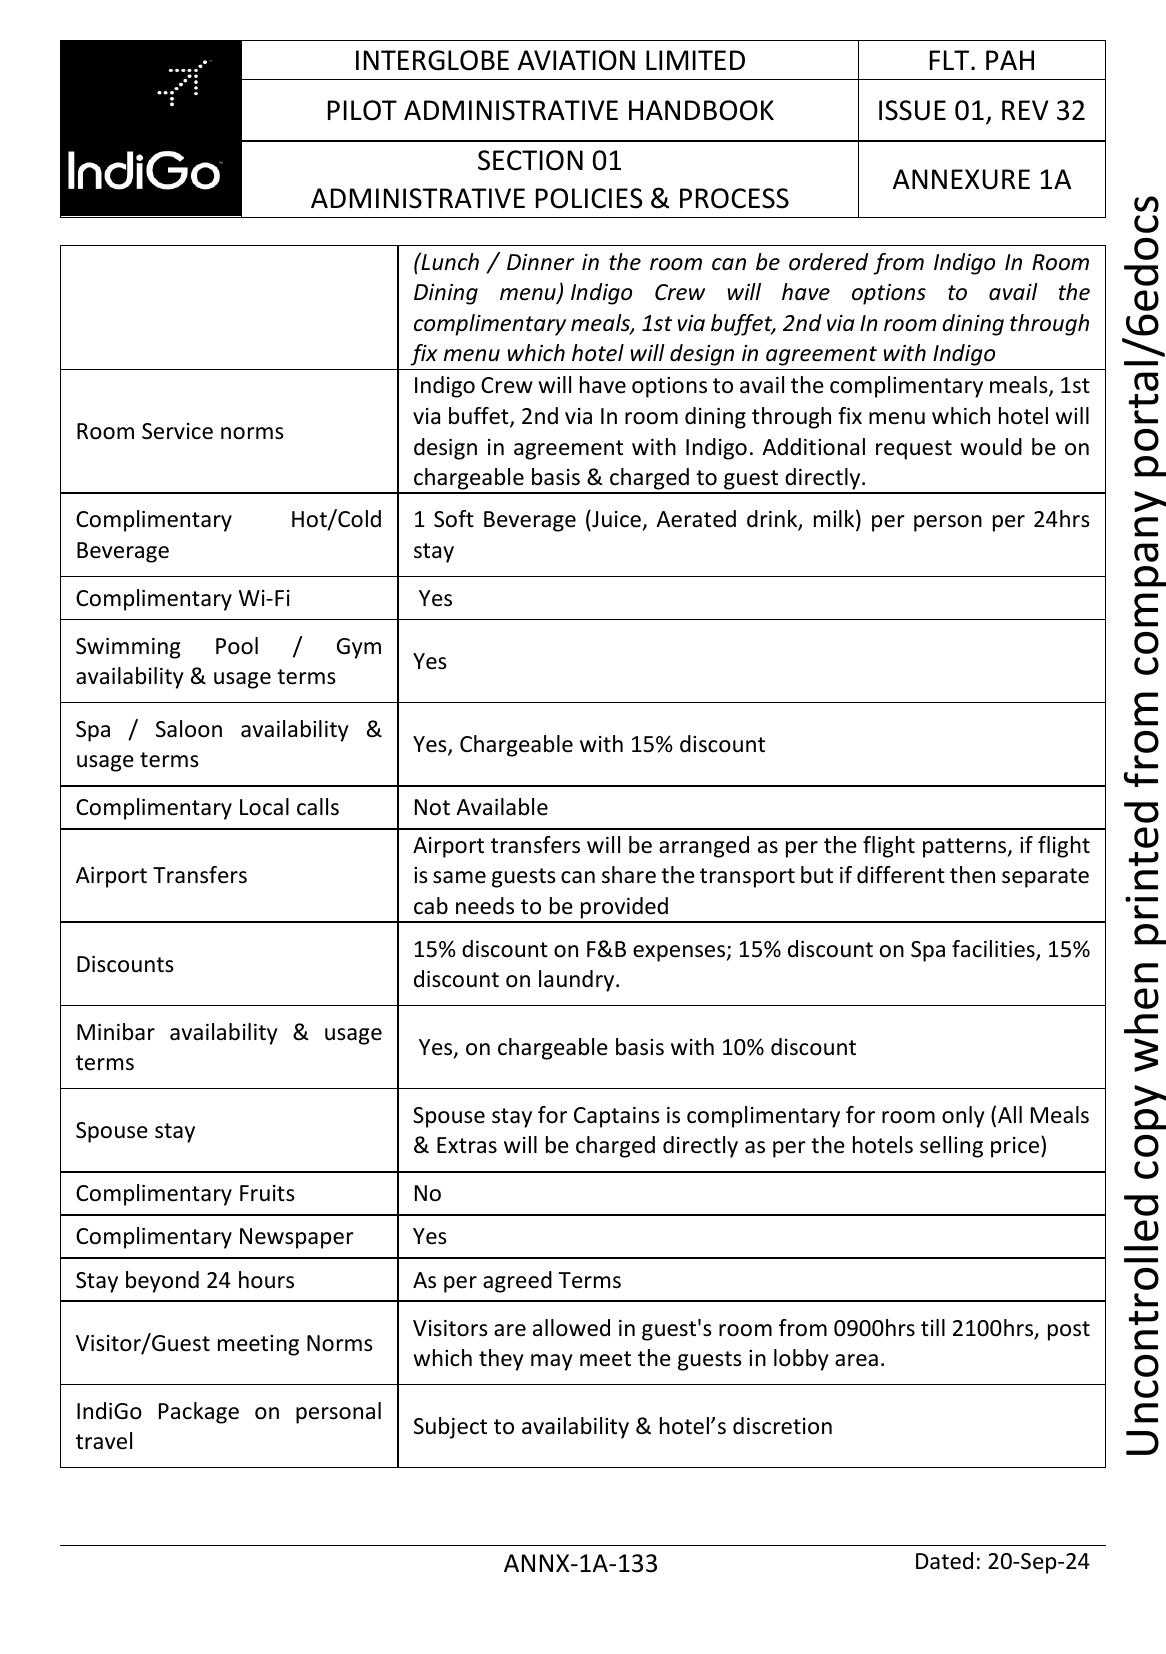 IndiGo
INTERGLOBE AVIATION LIMITED
FLT. PAH
PILOT ADMINISTRATIVE HANDBOOK
ISSUE 01, REV 32
SECTION 01
ADMINISTRATIVE POLICIES & PROCESS
ANNEXURE 1A
(Lunch / Dinner in the room can be ordered from Indigo In Room
Dining menu) Indigo Crew will have options to avail the
complimentary meals, 1st via buffet, 2nd via In room dining through
fix menu which hotel will design in agreement with Indigo
Room Service norms
Indigo Crew will have options to avail the complimentary meals, 1st
via buffet, 2nd via In room dining through fix menu which hotel will
design in agreement with Indigo. Additional request would be on
chargeable basis & charged to guest directly.
Complimentary Hot/Cold
Beverage
1 Soft Beverage (Juice, Aerated drink, milk) per person per 24hrs
stay
Complimentary Wi-Fi
Yes
Swimming Pool / Gym
availability & usage terms
Yes
Spa / Saloon availability &
usage terms
Yes, Chargeable with 15% discount
Complimentary Local calls
Not Available
Airport Transfers
Airport transfers will be arranged as per the flight patterns, if flight
is same guests can share the transport but if different then separate
cab needs to be provided
Discounts
15% discount on F&B expenses; 15% discount on Spa facilities, 15%
discount on laundry.
Minibar availability & usage
terms
Yes, on chargeable basis with 10% discount
Spouse stay
Spouse stay for Captains is complimentary for room only (All Meals
& Extras will be charged directly as per the hotels selling price)
Complimentary Fruits
No
Complimentary Newspaper
Yes
Stay beyond 24 hours
As per agreed Terms
Visitor/Guest meeting Norms
Visitors are allowed in guest's room from 0900hrs till 2100hrs, post
which they may meet the guests in lobby area.
IndiGo Package on personal
travel
Subject to availability & hotel’s discretion
ANNX-1A-133
Dated: 20-Sep-24
Uncontrolled copy when printed from company portal/6edocs